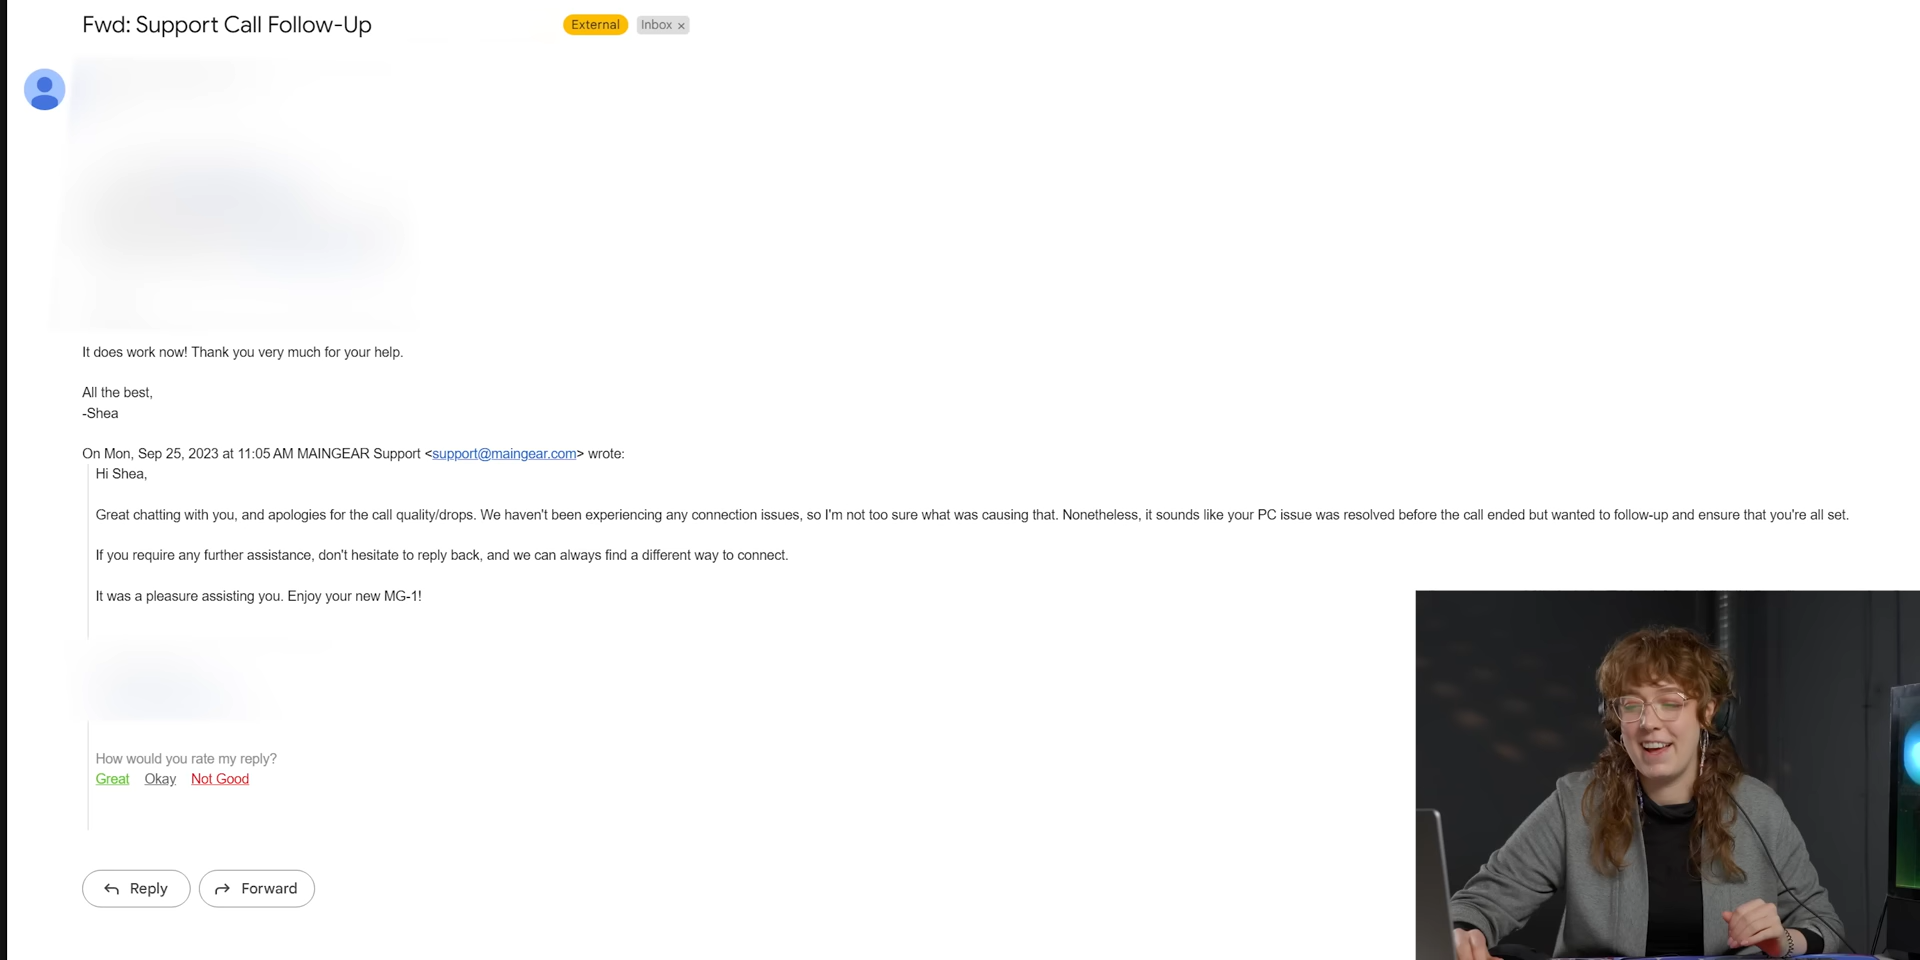 Fwd: Support Call Follow-Up
External
Inbox ×
It does work now! Thank you very much for your help.
All the best,
-Shea
On Mon, Sep 25, 2023 at 11:05 AM MAINGEAR Support <support@maingear.com> wrote:
Hi Shea,
Great chatting with you, and apologies for the call quality/drops. We haven't been experiencing any connection issues, so I'm not too sure what was causing that. Nonetheless, it sounds like your PC issue was resolved before the call ended but wanted to follow-up and ensure that you're all set.
If you require any further assistance, don't hesitate to reply back, and we can always find a different way to connect.
It was a pleasure assisting you. Enjoy your new MG-1!
How would you rate my reply?
Great Okay Not Good
Reply Forward